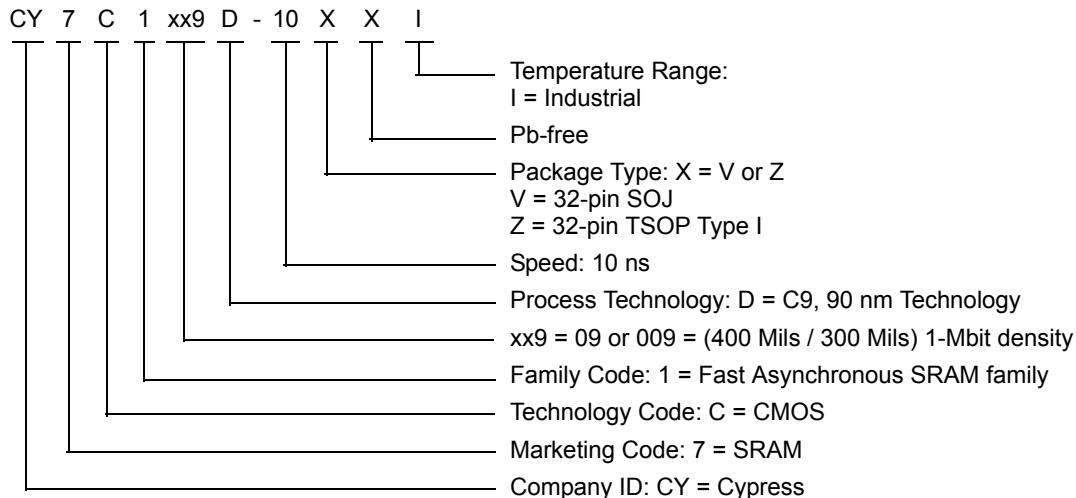 CY 7 C 1 xx9 D - 10 X X I
Temperature Range:
I = Industrial
Pb-free
Package Type: X = V or Z
V = 32-pin SOJ
Z = 32-pin TSOP Type I
Speed: 10 ns
Process Technology: D = C9, 90 nm Technology
xx9 = 09 or 009 = (400 Mils / 300 Mils) 1-Mbit density
Family Code: 1 = Fast Asynchronous SRAM family
Technology Code: C = CMOS
Marketing Code: 7 = SRAM
Company ID: CY = Cypress